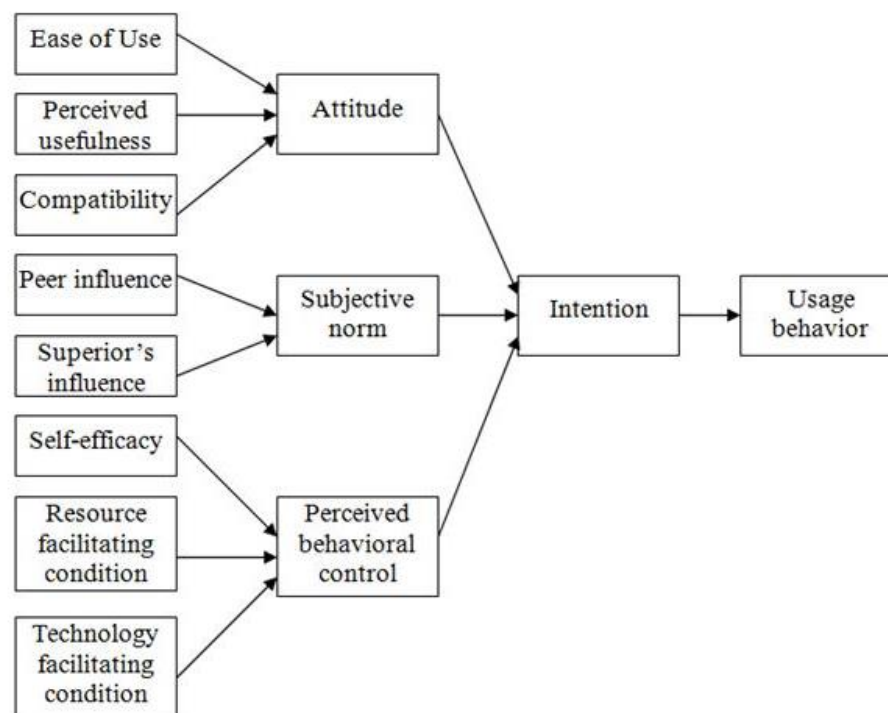 Ease of Use
Perceived
usefulness
Compatibility
Peer influence
Superior’s
influence
Self-efficacy
Resource
facilitating
condition
Technology
facilitating
condition
Attitude
Subjective
norm
Perceived
behavioral
control
Intention
Usage
behavior